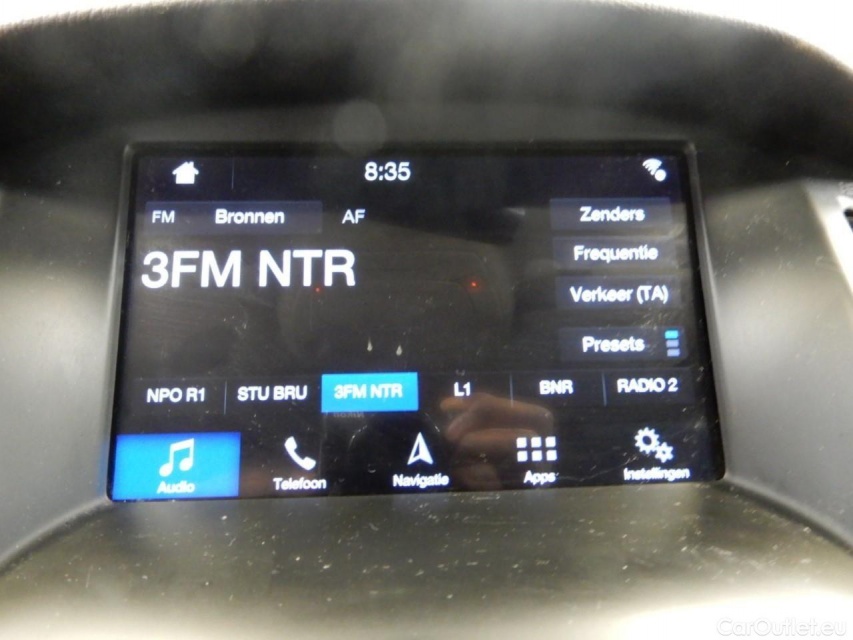 8:35
FM Bronnen AF
Zenders
3FM NTR
Frequentie
Verkeer (TA)
Presets
NPO R1 STU BRU 3FM NTR L1 BNR RADIO 2
Audio Telefoon Navigatie Apps Instellingen
CarOutlet.eu